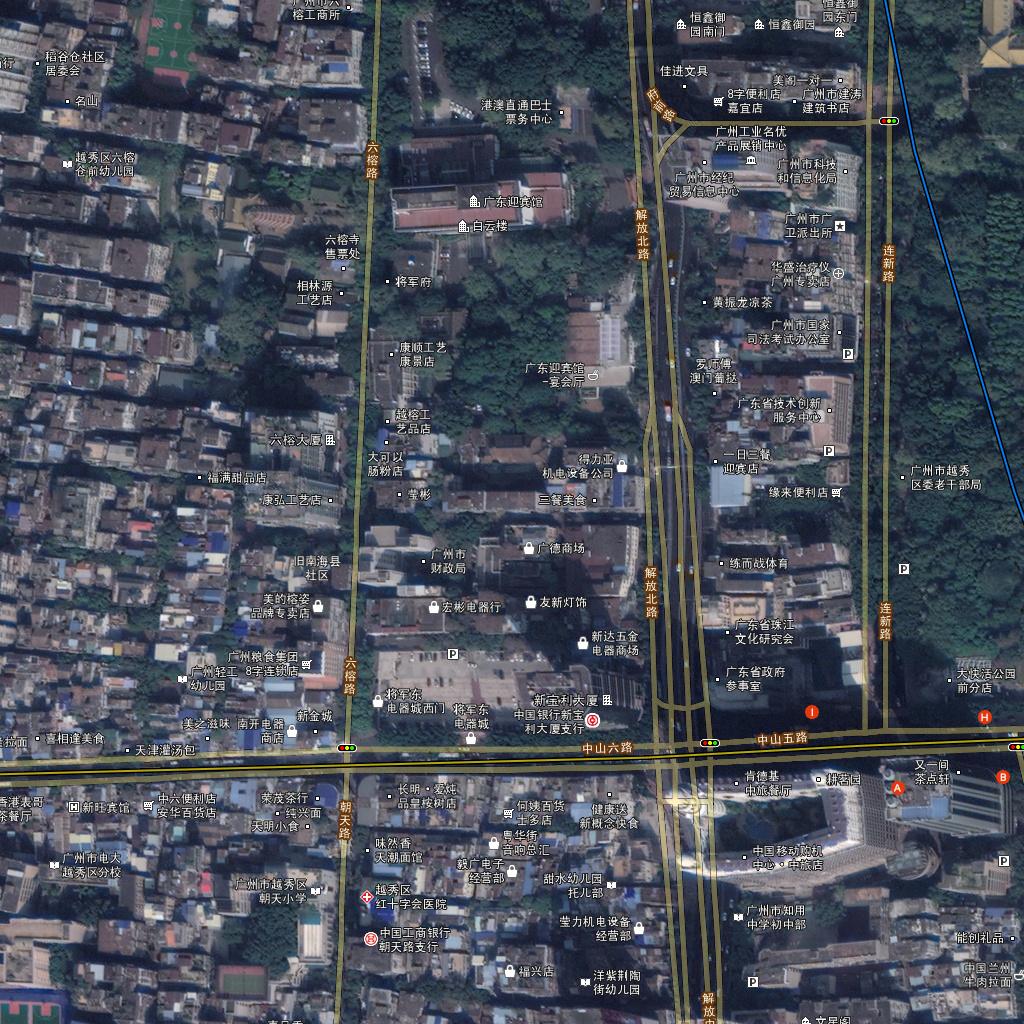 广州市六
榕工商所
恒鑫御
园南门
恒鑫御园
恒鑫御
园东门
稻谷仓社区
居委会
名山
佳进文具
美阁一对一
8字便利店
嘉宜店
广州市建涛
建筑书店
港澳直通巴士
票务中心
府前路
广州工业名优
产品展销中心
越秀区六榕
仓前幼儿园
六榕路
广州市经纪
贸易信息中心
广州市科技
和信息化局
广东迎宾馆
白云楼
解放北路
广州市广
卫派出所
六榕寺
售票处
连新路
华盛治疗仪
广州专卖店
将军府
相林源
工艺店
黄振龙凉茶
广州市国家
司法考试办公室
康顺工艺
康景店
P
广东迎宾馆
-宴会厅
罗师傅
澳门葡挞
越榕工
艺品店
广东省技术创新
服务中心
六榕大厦
大可以
肠粉店
得力亚
机电设备公司
一日三餐
迎宾店
P
福满甜品店
广州市越秀
区委老干部局
康弘工艺店
莹彬
三餐美食
缘来便利店
旧南海县
社区
广州市
财政局
广德商场
练而战体育
P
解放北路
美的榕姿
品牌专卖店
宏彬电器行
友新灯饰
连新路
新达五金
电器商场
广东省珠江
文化研究会
广州粮食集团
8字连锁店
广州轻工
幼儿园
P
六榕路
广东省政府
参事室
大快活公园
前分店
将军东
电器城西门
将军东
电器城
新宝利大厦
中国银行新宝
利大厦支行
I
H
美之滋味
南开电器
商店
新金城
拉面
喜相逢美食
天津灌汤包
中山六路
中山五路
又一间
茶点轩
B
香港表哥
茶餐厅
新旺宾馆
中六便利店
安华百货店
荣茂茶行
纯兴面
天明小食
朝天路
长明·爱炖
品皇桉树店
何姨百货
士多店
健康送
新概念快食
肯德基
中旅餐厅
耕茗园
A
粤华街
音响总汇
味然香
天潮面馆
毅广电子
经营部
广州市电大
越秀区分校
中国移动购机
中心·中旅店
P
广州市越秀区
朝天小学
越秀区
红十字会医院
甜水幼儿园
托儿部
莹力机电设备
经营部
广州市知用
中学初中部
中国工商银行
朝天路支行
能创礼品
福兴店
洋紫荆陶
街幼儿园
P
中国兰州
牛肉拉面
解放中
文星阁